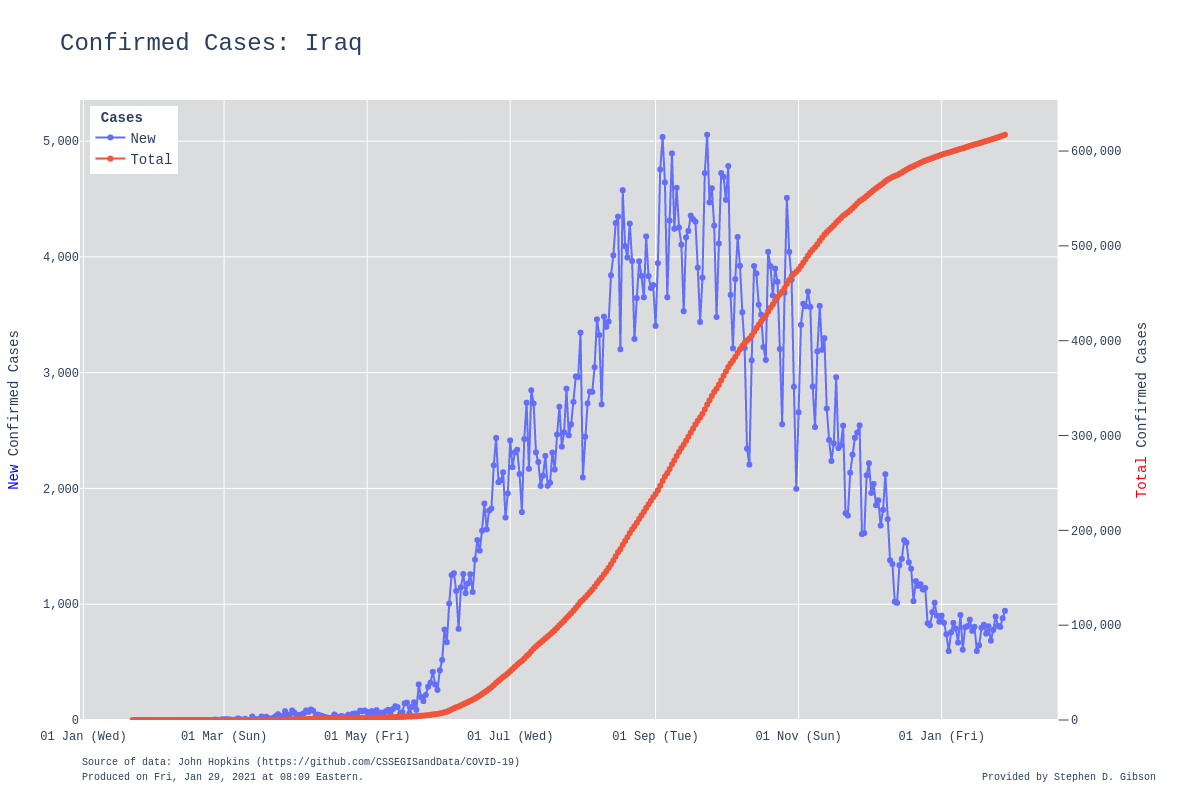 Confirmed Cases: Iraq
Cases
New
Total
5,000
4,000
3,000
2,000
1,000
0
New Confirmed Cases
600,000
500,000
400,000
300,000
200,000
100,000
0
Total Confirmed Cases
01 Jan (Wed) 01 Mar (Sun) 01 May (Fri) 01 Jul (Wed) 01 Sep (Tue) 01 Nov (Sun) 01 Jan (Fri)
Source of data: John Hopkins (https://github.com/CSSEGISandData/COVID-19)
Produced on Fri, Jan 29, 2021 at 08:09 Eastern.
Provided by Stephen D. Gibson